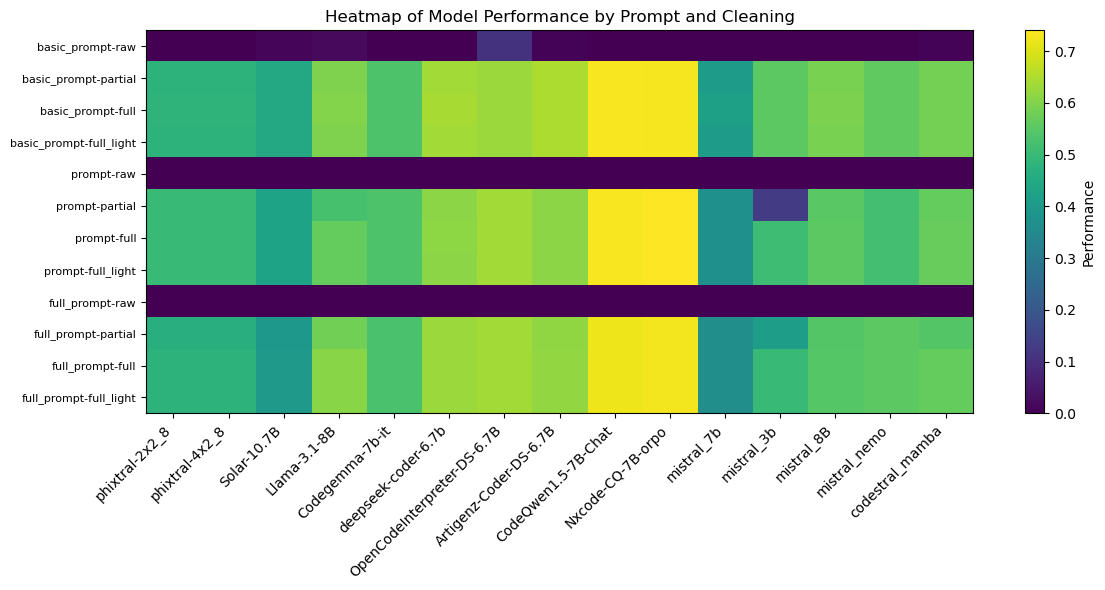 Heatmap of Model Performance by Prompt and Cleaning
basic_prompt-raw
basic_prompt-partial
basic_prompt-full
basic_prompt-full_light
prompt-raw
prompt-partial
prompt-full
prompt-full_light
full_prompt-raw
full_prompt-partial
full_prompt-full
full_prompt-full_light
phixtral-2x2_8
phixtral-4x2_8
Solar-10.7B
Llama-3.1-8B
Codegemma-7b-it
deepseek-coder-6.7b
OpenCodeInterpreter-DS-6.7B
Artigenz-Coder-DS-6.7B
CodeQwen1.5-7B-Chat
Nxcode-CQ-7B-orpo
mistral_7b
mistral_3b
mistral_8B
mistral_nemo
codestral_mamba
0.7
0.6
0.5
0.4
0.3
0.2
0.1
0.0
Performance